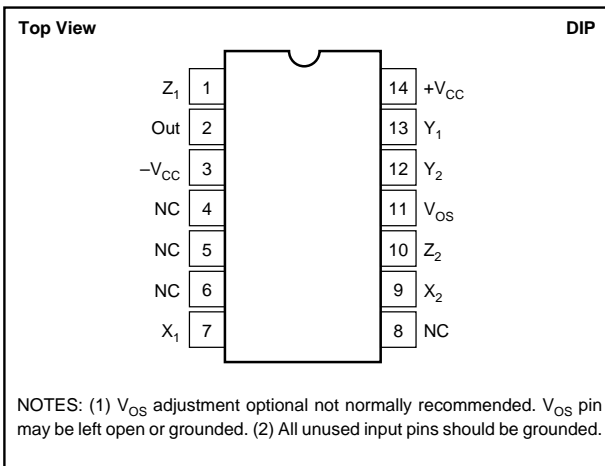 Top View DIP
Z1 1 14 +VCC
Out 2 13 Y1
–VCC 3 12 Y2
NC 4 11 VOS
NC 5 10 Z2
NC 6 9 X2
X1 7 8 NC
NOTES: (1) VOS adjustment optional not normally recommended. VOS pin
may be left open or grounded. (2) All unused input pins should be grounded.